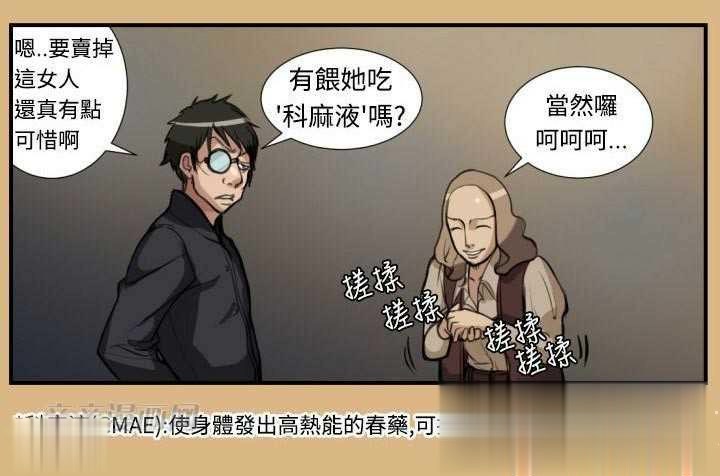 嗯..要賣掉
這女人
還真有點
可惜啊
有餵她吃
'科麻液'嗎?
當然囉
呵呵呵...
搓揉
搓揉
搓揉
搓揉
MAE):使身體發出高熱能的春藥,可